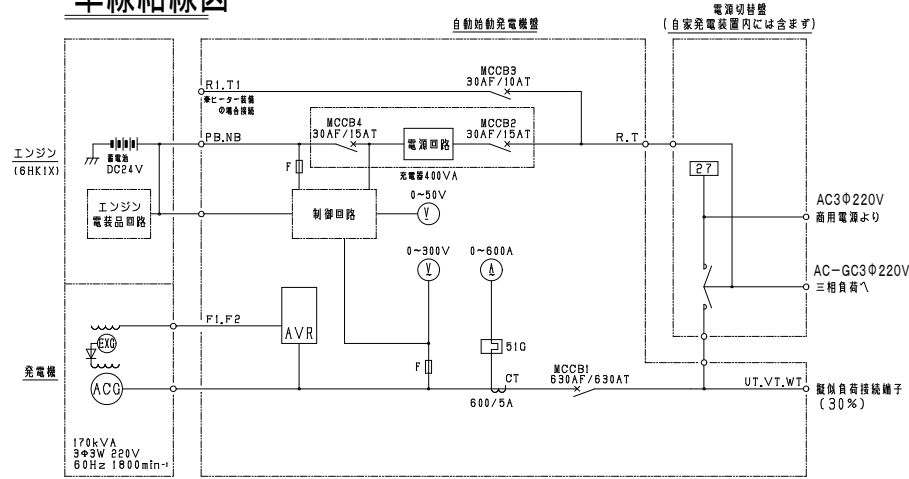 単線結線図
電源切替盤
(自家発電装置内には含まず)
自動始動発電機盤
R1.T1
※ヒーター装備
の場合接続
MCCB3
30AF/10AT
MCCB4
30AF/15AT
MCCB2
30AF/15AT
電源回路
充電器400VA
PB.NB
R.T
エンジン
(6HK1X)
蓄電池
DC24V
エンジン
電装品回路
F
制御回路
0~50V
V
27
AC3Φ220V
商用電源より
AC-GC3Φ220V
三相負荷へ
0~300V
V
0~600A
A
F1.F2
AVR
51G
F
発電機
EXG
ACG
CT
600/5A
MCCB1
630AF/630AT
UT.VT.WT
擬似負荷接続端子
(30%)
170kVA
3Φ3W 220V
60Hz 1800min⁻¹